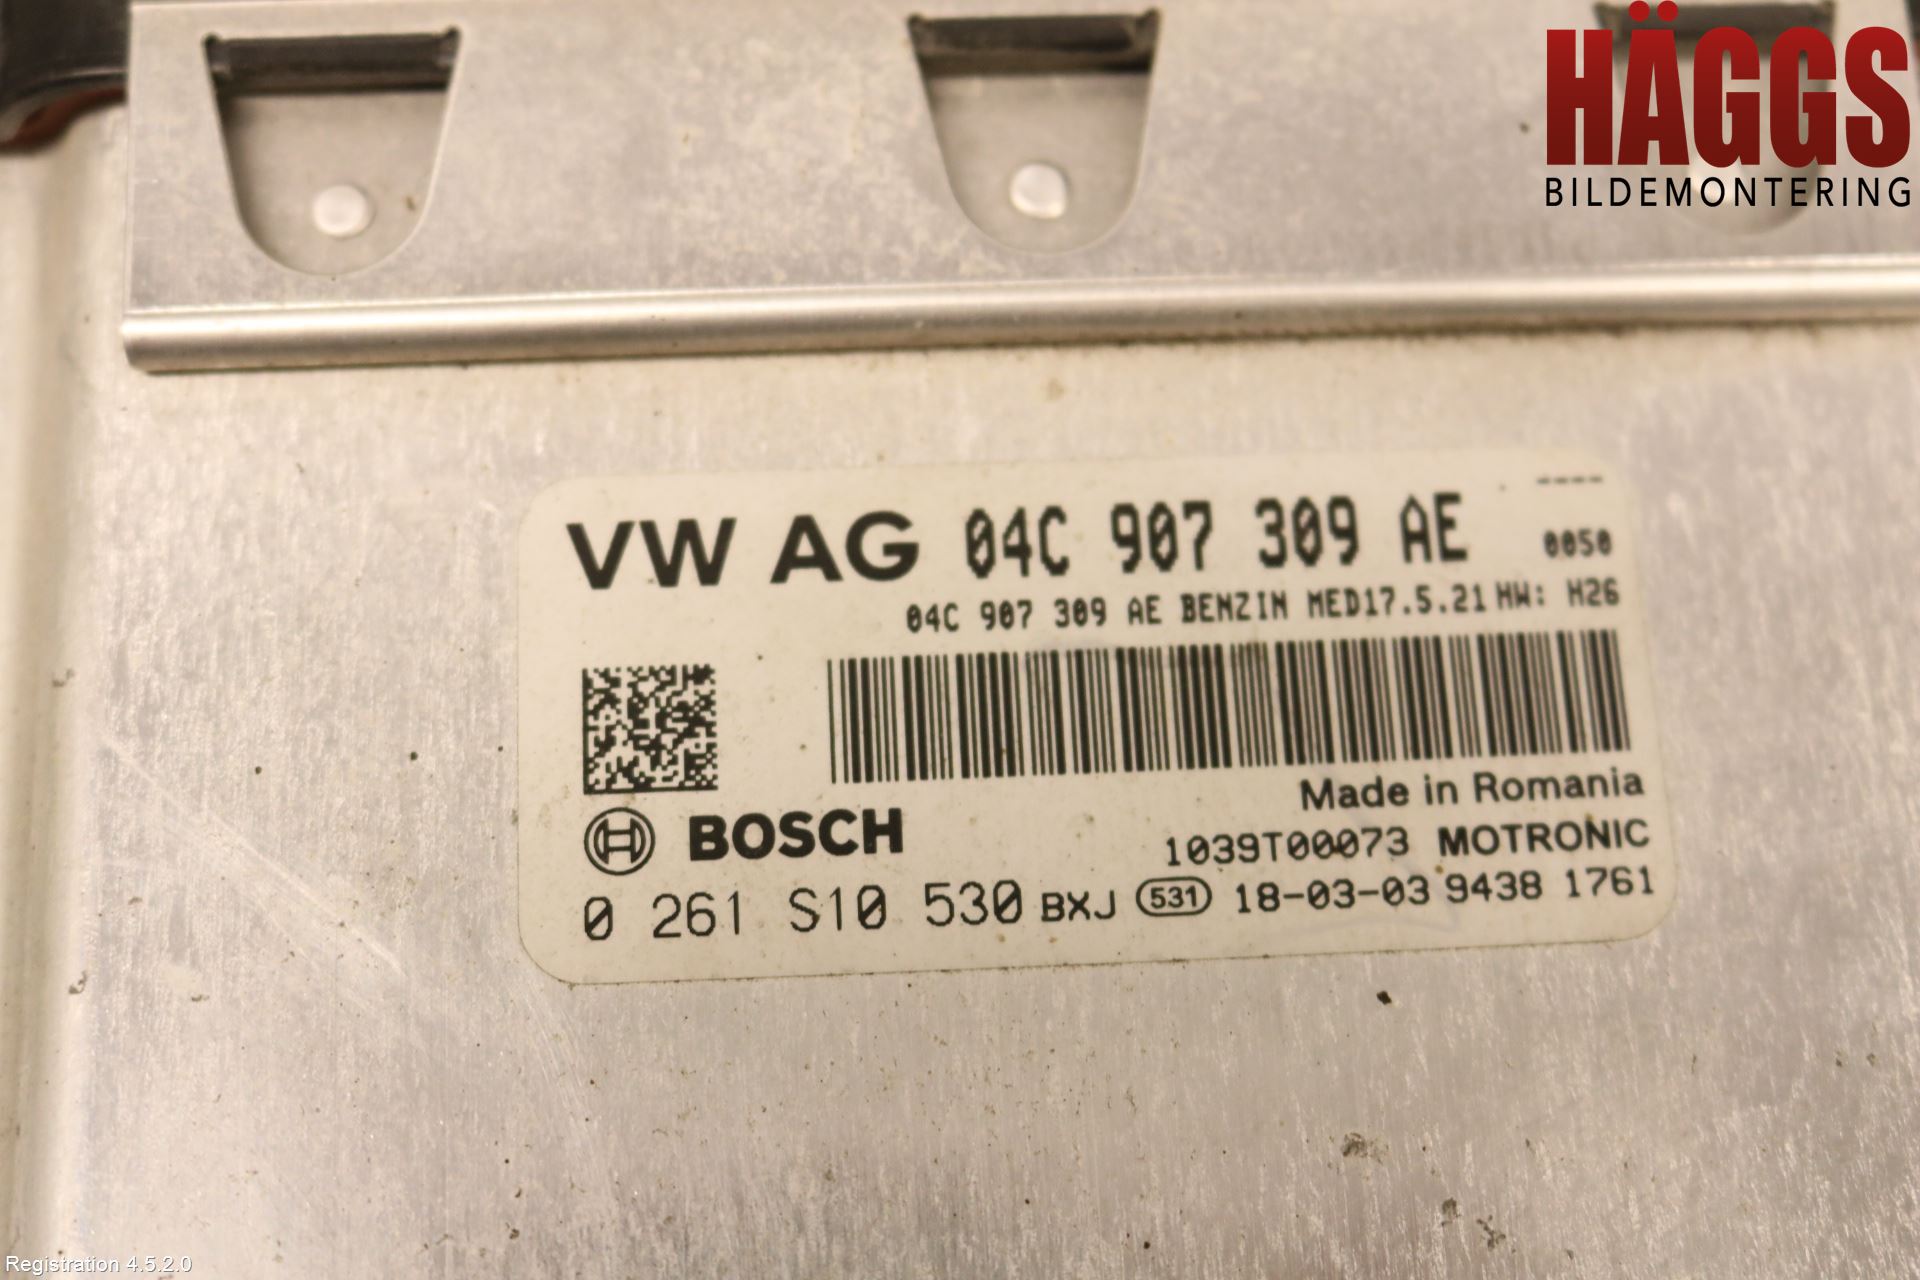 HÄGGS
BILDEMONTERING
VW AG 04C 907 309 AE
----
0050
04C 907 309 AE BENZIN MED17.5.21 HW: H26
Made in Romania
BOSCH
1039T00073 MOTRONIC
0 261 S10 530 BXJ 531 18-03-03 9438 1761
Registration 4.5.2.0